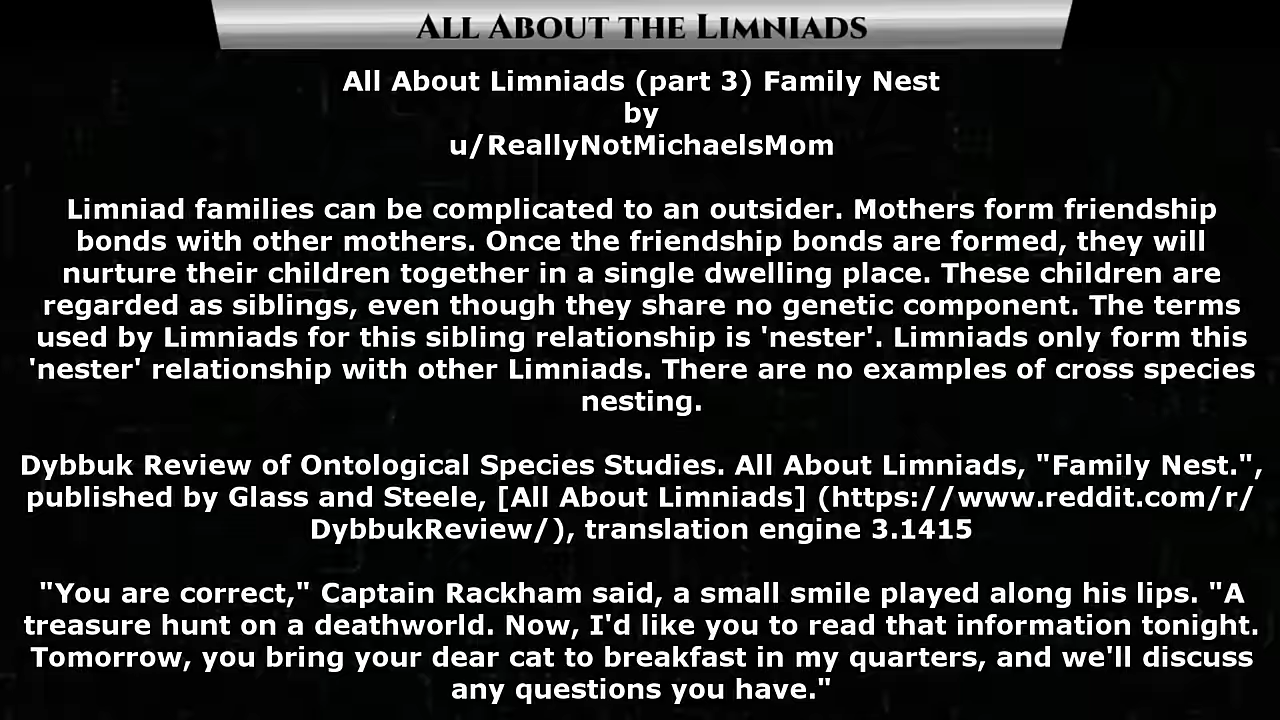 All About the Limniads
All About Limniads (part 3) Family Nest
by
u/ReallyNotMichaelsMom
Limniad families can be complicated to an outsider. Mothers form friendship
bonds with other mothers. Once the friendship bonds are formed, they will
nurture their children together in a single dwelling place. These children are
regarded as siblings, even though they share no genetic component. The terms
used by Limniads for this sibling relationship is 'nester'. Limniads only form this
'nester' relationship with other Limniads. There are no examples of cross species
nesting.
Dybbuk Review of Ontological Species Studies. All About Limniads, "Family Nest.",
published by Glass and Steele, [All About Limniads] (https://www.reddit.com/r/
DybbukReview/), translation engine 3.1415
"You are correct," Captain Rackham said, a small smile played along his lips. "A
treasure hunt on a deathworld. Now, I'd like you to read that information tonight.
Tomorrow, you bring your dear cat to breakfast in my quarters, and we'll discuss
any questions you have."